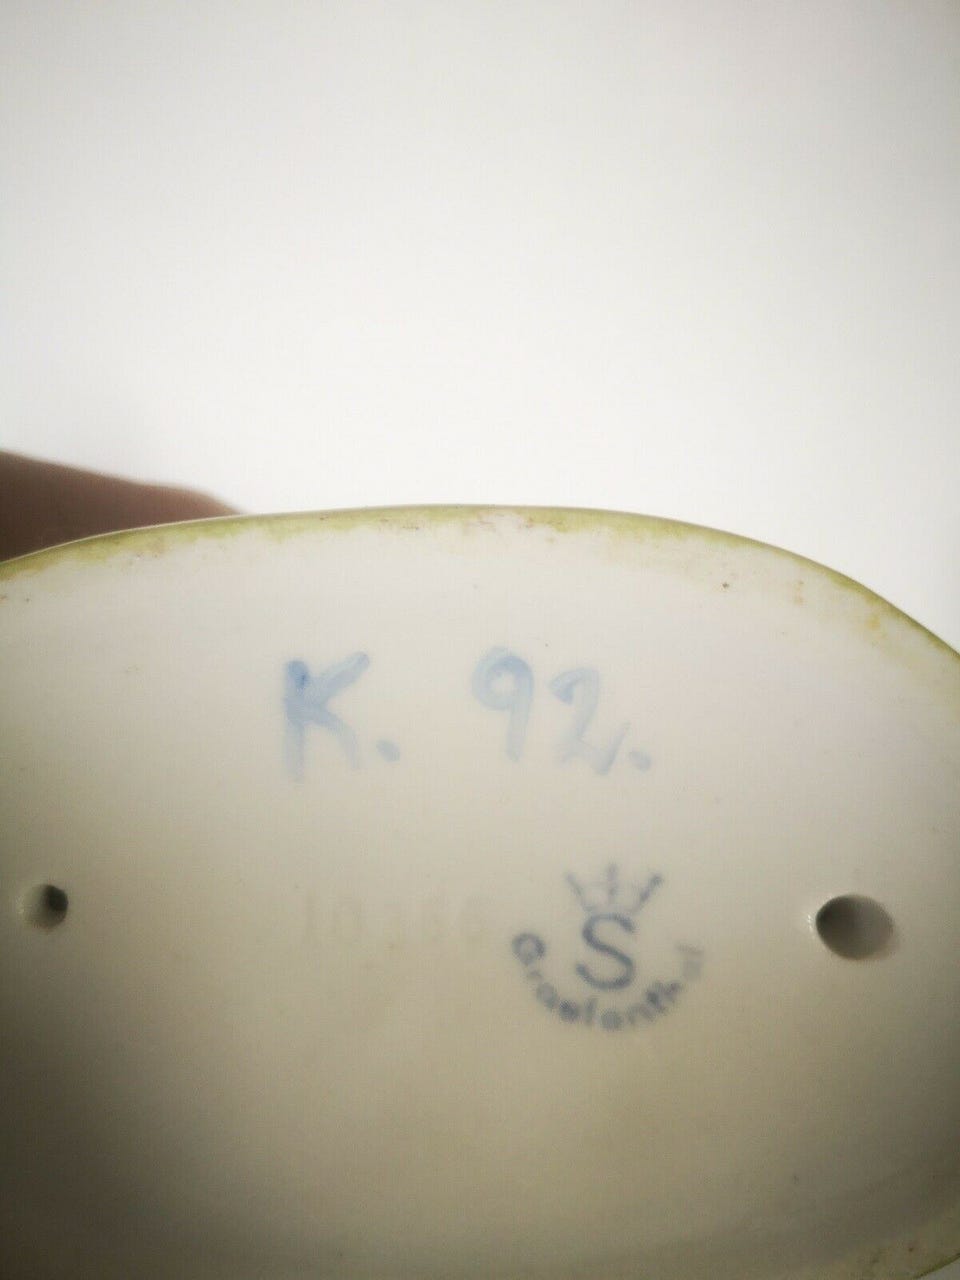 K. 92.
S
Graefenthal